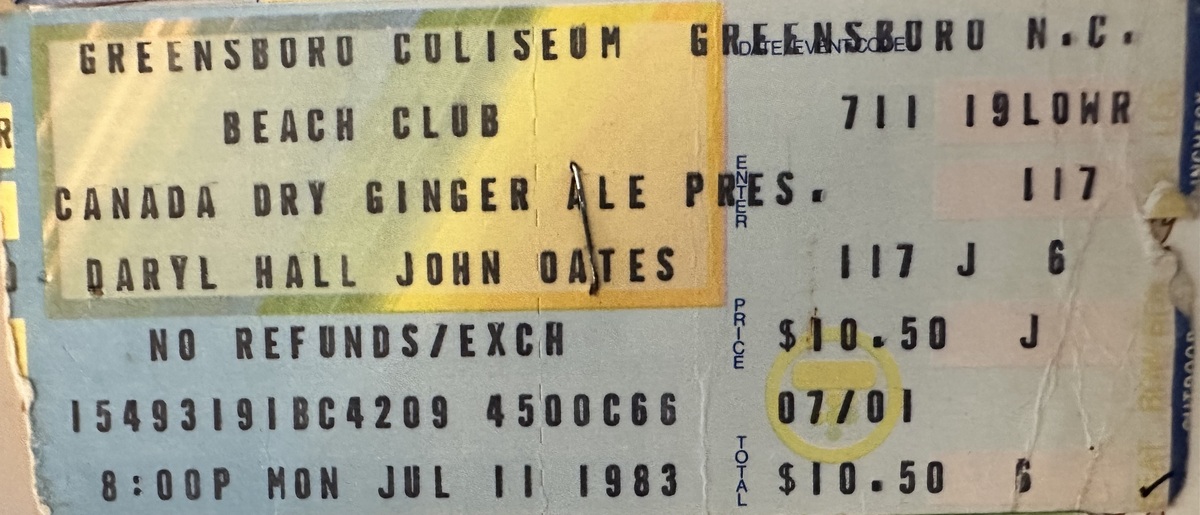 GREENSBORO COLISEUM GREENSBORO N.C.
DATE/EVENT CODE
BEACH CLUB 711 19LOWR
CANADA DRY GINGER ALE PRES. 117
ENTER
DARYL HALL JOHN OATES 117 J 6
NO REFUNDS/EXCH $10.50 J
PRICE
15493191BC4209 4500C66 07/01
8:00P MON JUL 11 1983 $10.50 6
TOTAL